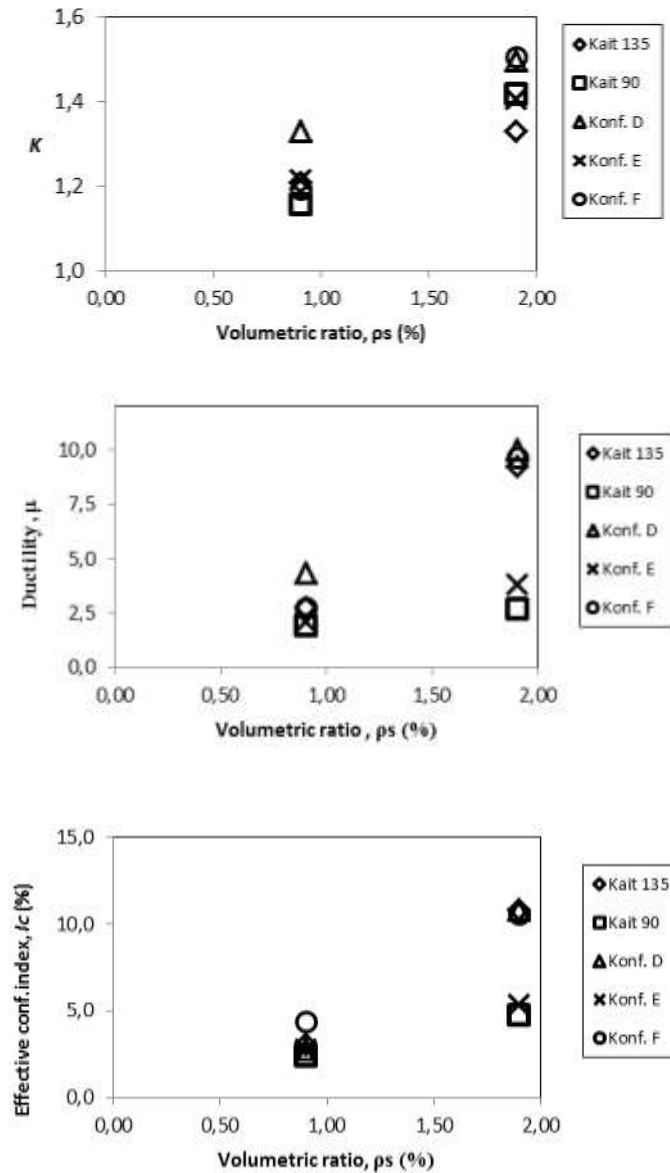 1,6
1,4
K
1,2
1,0
0,00 0,50 1,00 1,50 2,00
Volumetric ratio, ρs (%)
Kait 135
Kait 90
Konf. D
Konf. E
Konf. F
10,0
7,5
Ductility , μ
5,0
2,5
0,0
0,00 0,50 1,00 1,50 2,00
Volumetric ratio , ρs (%)
Kait 135
Kait 90
Konf. D
Konf. E
Konf. F
15,0
Effective conf.index, Ic (%)
10,0
5,0
0,0
0,00 0,50 1,00 1,50 2,00
Volumetric ratio, ρs (%)
Kait 135
Kait 90
Konf. D
Konf. E
Konf. F